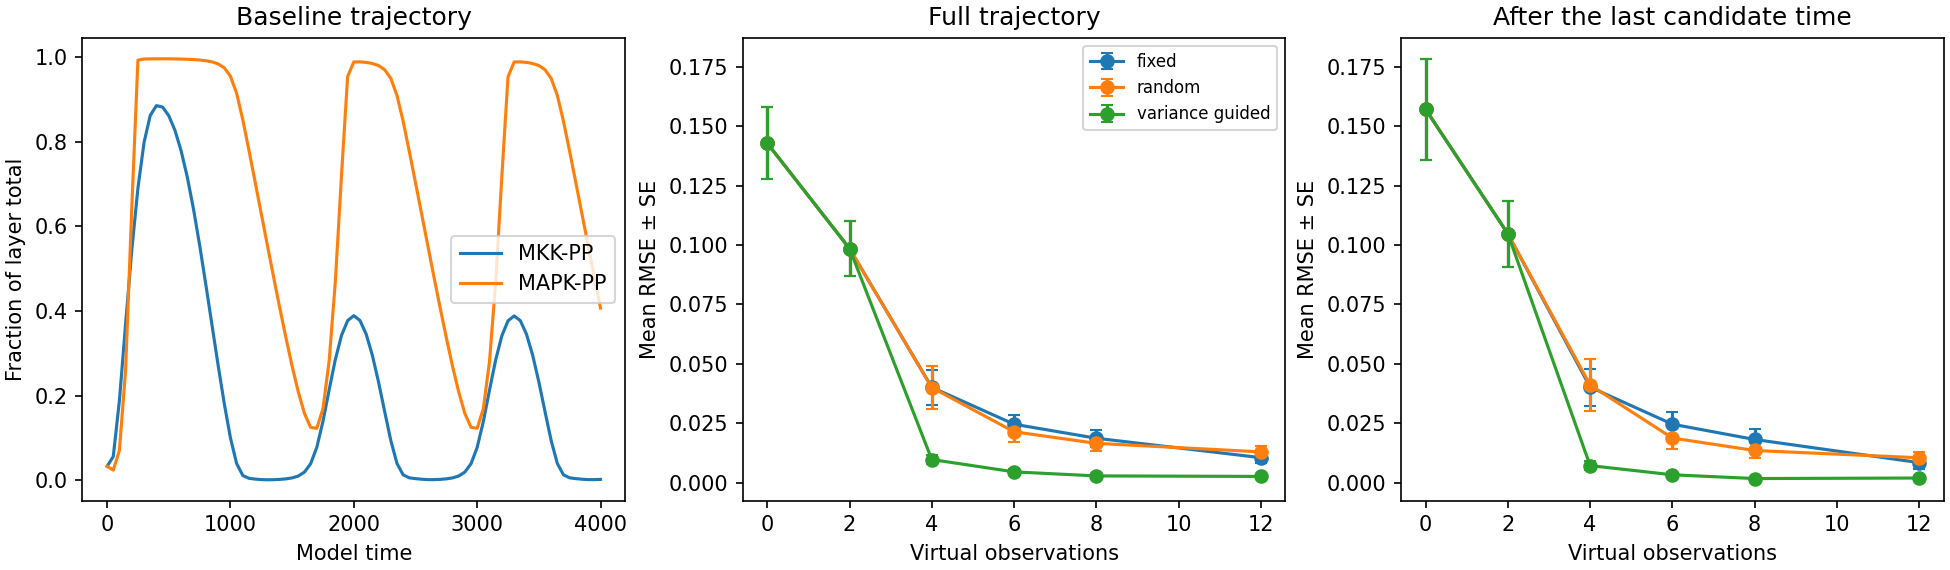 Baseline trajectory
Fraction of layer total
1.0
0.8
0.6
0.4
0.2
0.0
MKK-PP
MAPK-PP
0 1000 2000 3000 4000
Model time
Full trajectory
Mean RMSE ± SE
0.175
0.150
0.125
0.100
0.075
0.050
0.025
0.000
fixed
random
variance guided
0 2 4 6 8 10 12
Virtual observations
After the last candidate time
Mean RMSE ± SE
0.175
0.150
0.125
0.100
0.075
0.050
0.025
0.000
0 2 4 6 8 10 12
Virtual observations